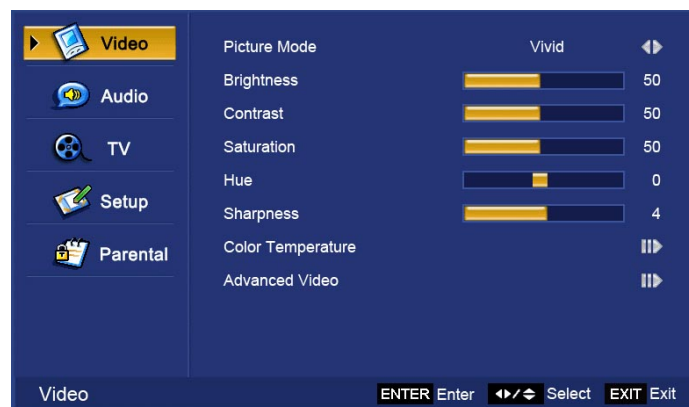 Video
Audio
TV
Setup
Parental
Picture Mode Vivid
Brightness 50
Contrast 50
Saturation 50
Hue 0
Sharpness 4
Color Temperature
Advanced Video
Video ENTER Enter Select EXIT Exit